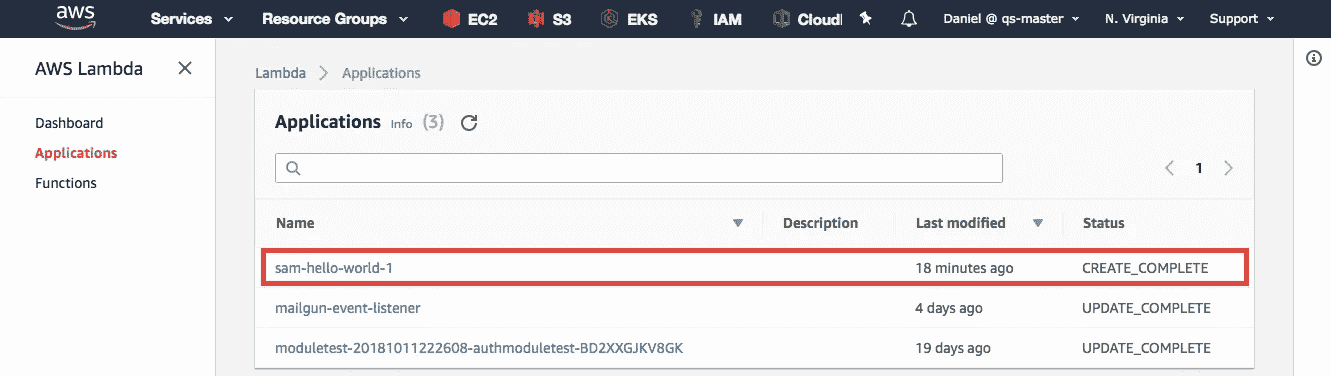 aws Services Resource Groups EC2 S3 EKS IAM Cloudl Daniel @ qs-master N. Virginia Support
AWS Lambda
Dashboard
Applications
Functions
Lambda Applications
Applications Info (3)
1
Name Description Last modified Status
sam-hello-world-1 18 minutes ago CREATE_COMPLETE
mailgun-event-listener 4 days ago UPDATE_COMPLETE
moduletest-20181011222608-authmoduletest-BD2XXGJKV8GK 19 days ago UPDATE_COMPLETE